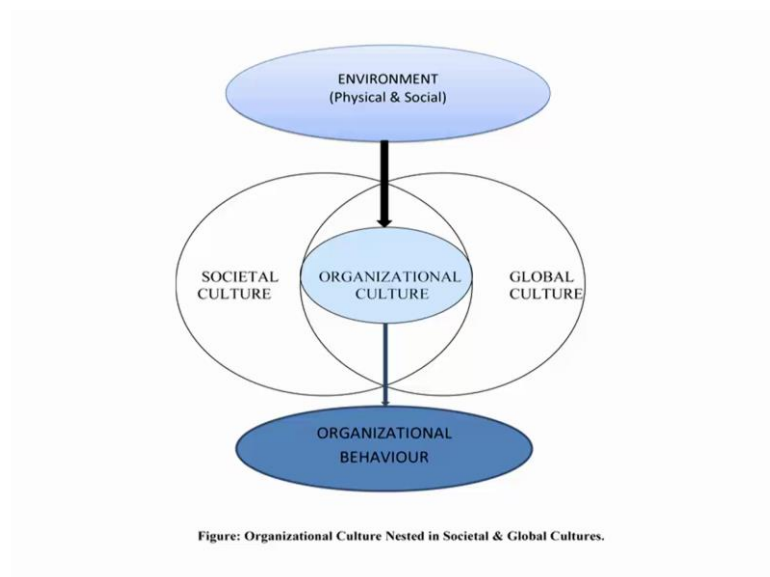 ENVIRONMENT
(Physical & Social)
SOCIETAL
CULTURE
ORGANIZATIONAL
CULTURE
GLOBAL
CULTURE
ORGANIZATIONAL
BEHAVIOUR
Figure: Organizational Culture Nested in Societal & Global Cultures.